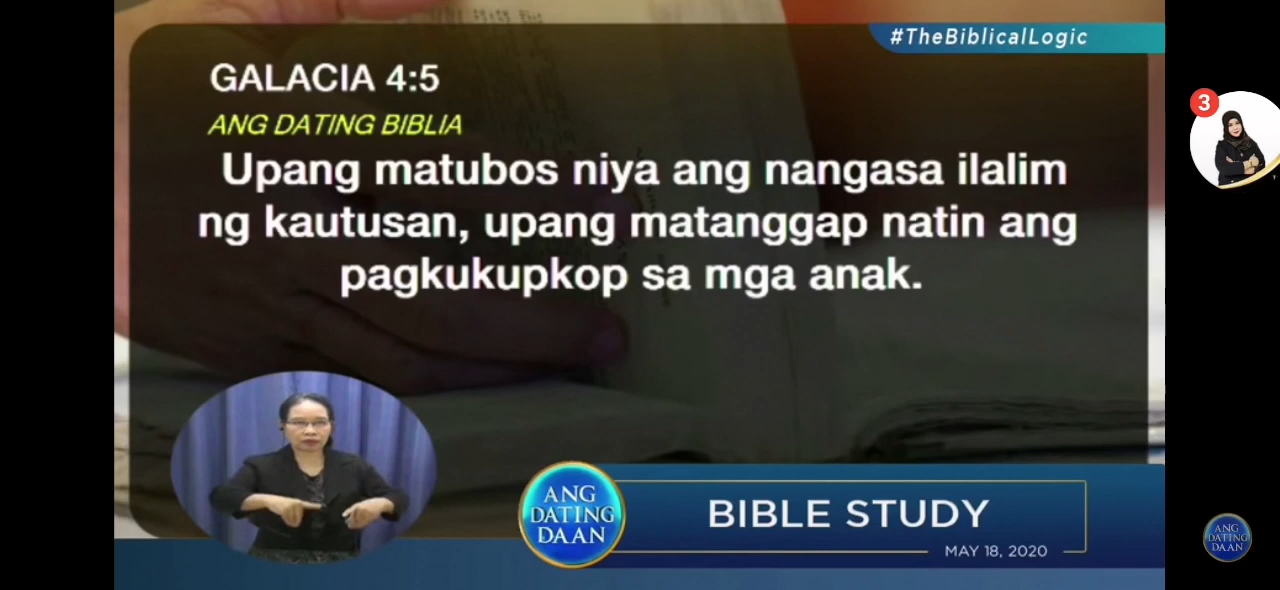 #TheBiblicalLogic
GALACIA 4:5
ANG DATING BIBLIA
Upang matubos niya ang nangasa ilalim
ng kautusan, upang matanggap natin ang
pagkukupkop sa mga anak.
3
ANG
DATING
DAAN
BIBLE STUDY
MAY 18, 2020
ANG
DATING
DAAN